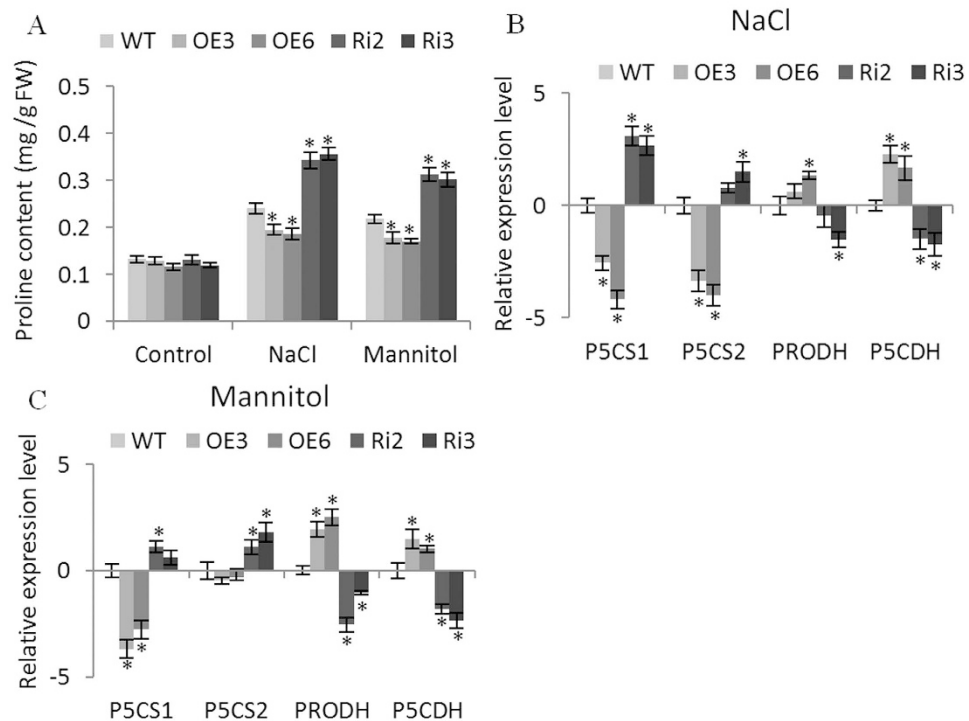 A
WT OE3 OE6 Ri2 Ri3
Proline content (mg /g FW)
0.5
0.4
0.3
0.2
0.1
0
* * * *
* * * *
Control NaCl Mannitol
B
NaCl
WT OE3 OE6 Ri2 Ri3
Relative expression level
5
0
-5
* * * *
* * *
* *
* * * *
P5CS1 P5CS2 PRODH P5CDH
C
Mannitol
WT OE3 OE6 Ri2 Ri3
Relative expression level
5
0
-5
* * *
* *
* * * *
* * * *
P5CS1 P5CS2 PRODH P5CDH